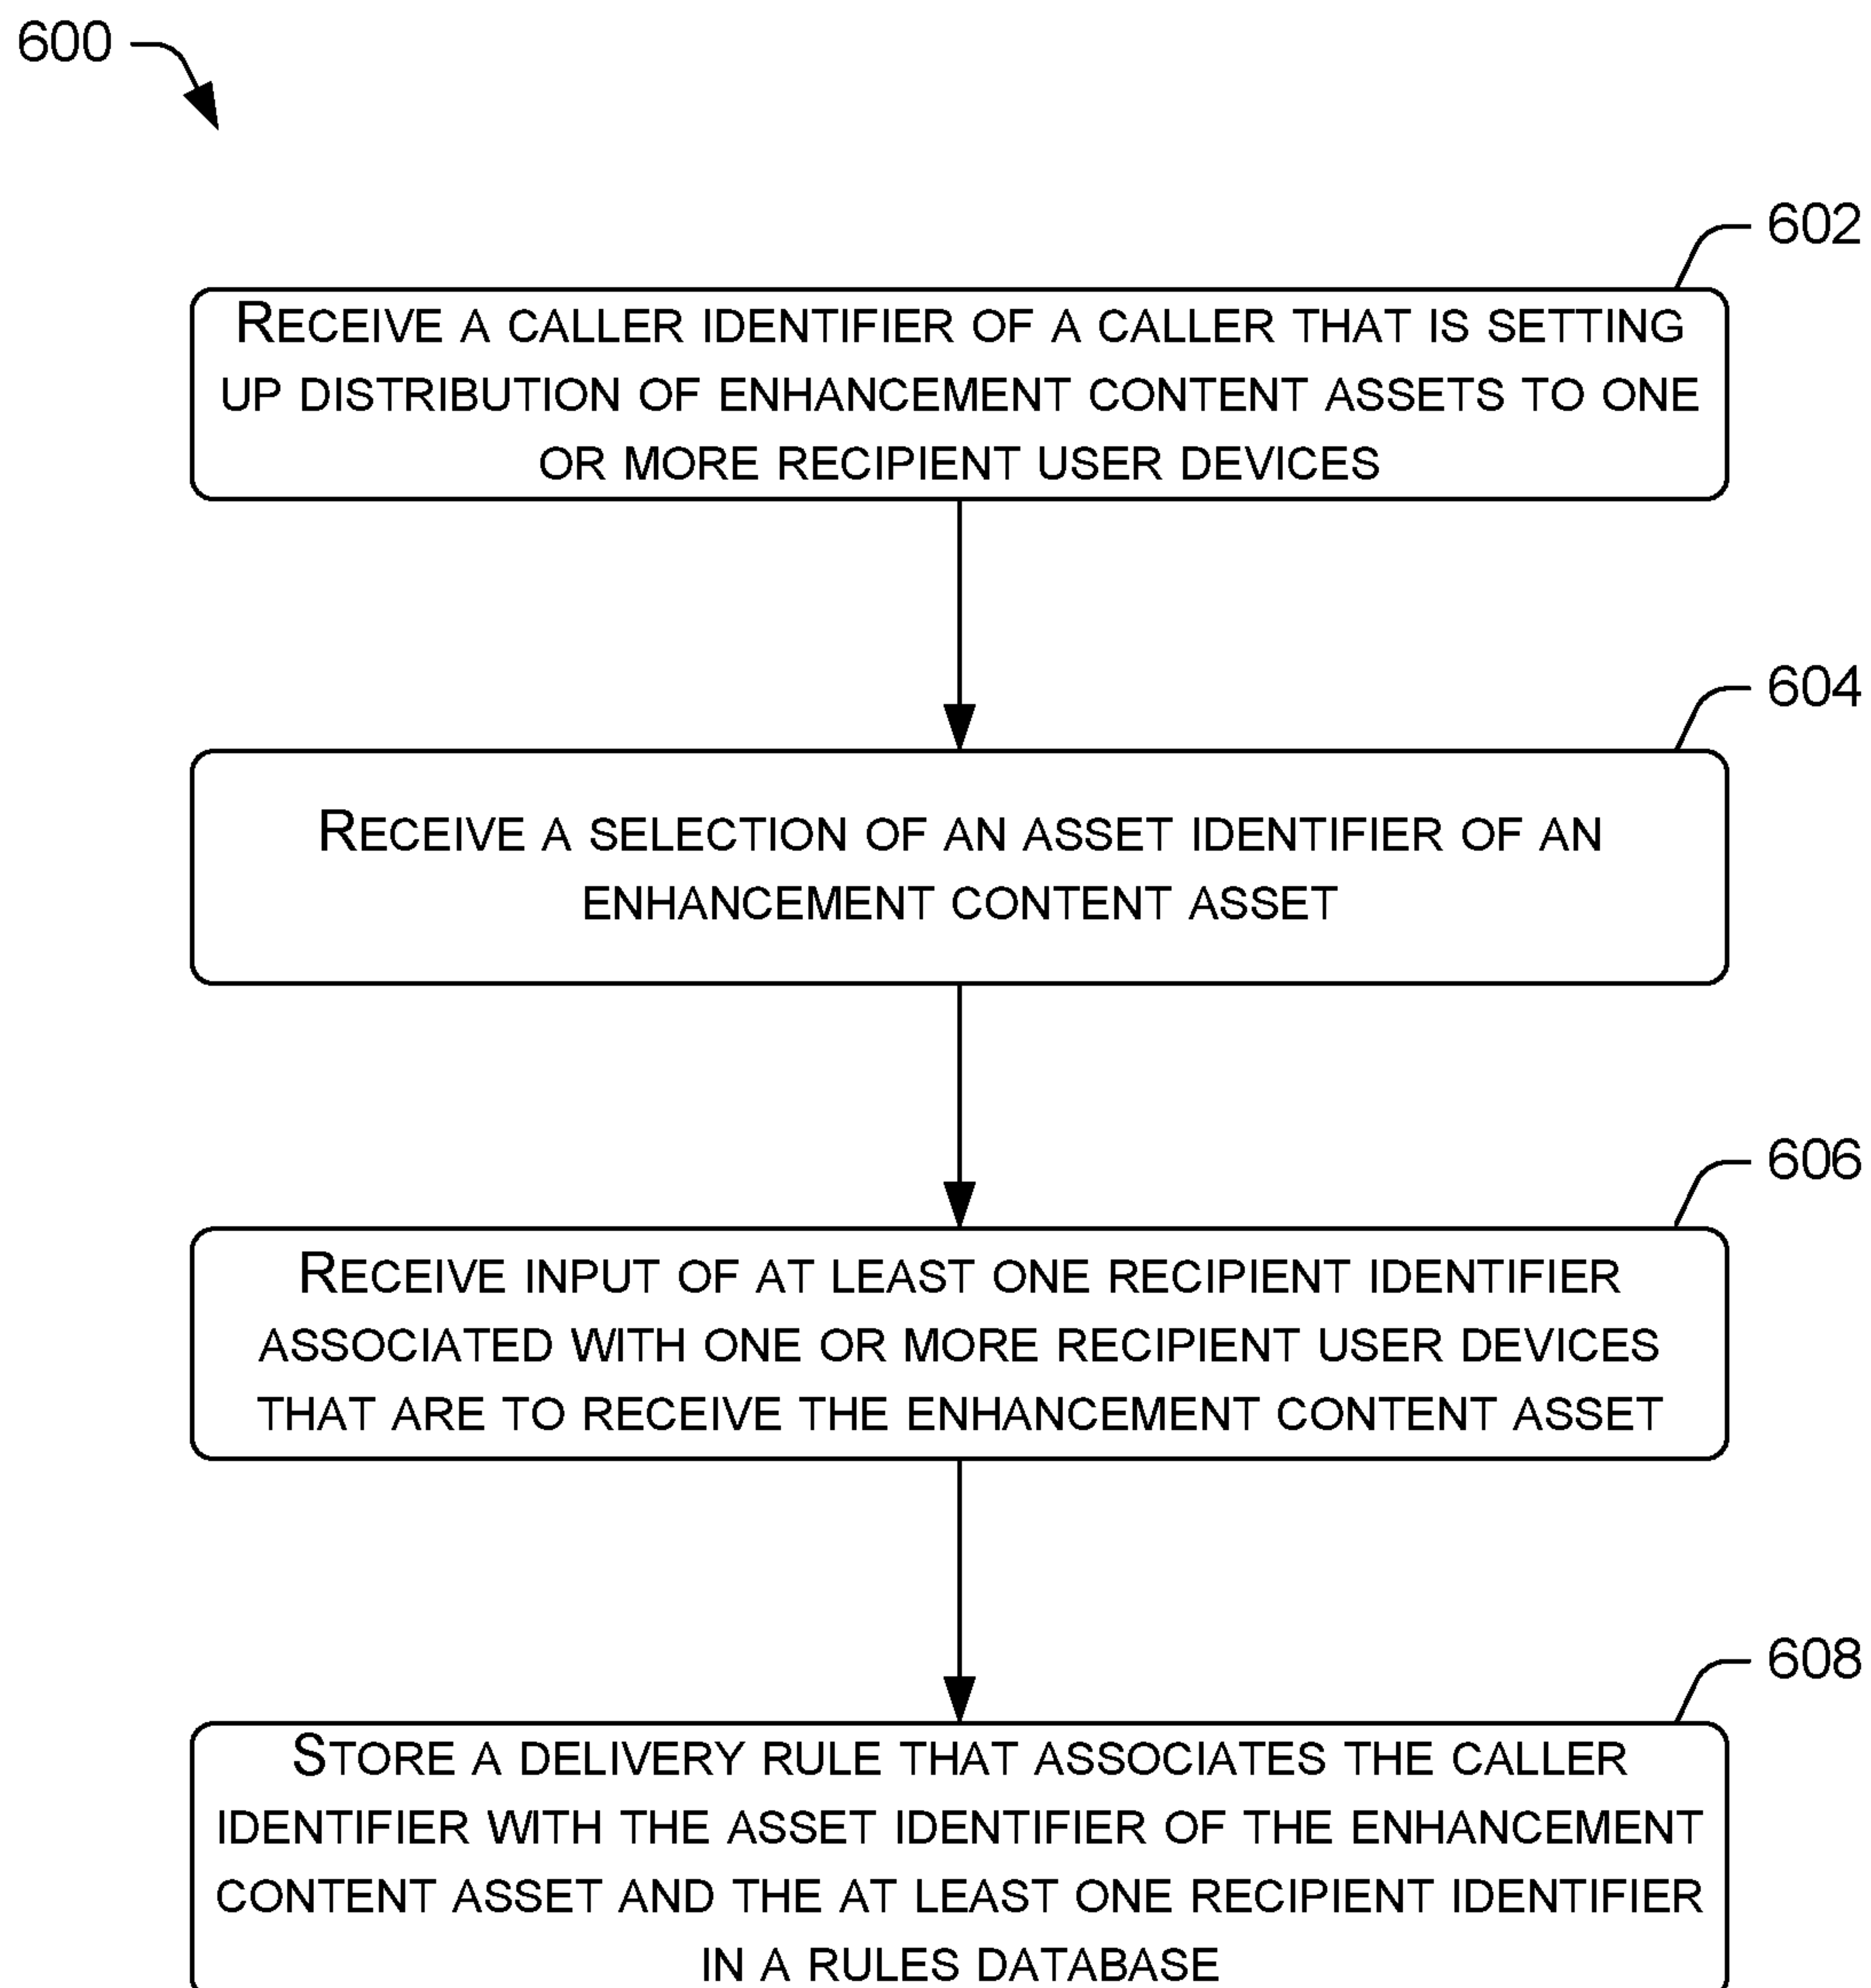 600
602
RECEIVE A CALLER IDENTIFIER OF A CALLER THAT IS SETTING
UP DISTRIBUTION OF ENHANCEMENT CONTENT ASSETS TO ONE
OR MORE RECIPIENT USER DEVICES
604
RECEIVE A SELECTION OF AN ASSET IDENTIFIER OF AN
ENHANCEMENT CONTENT ASSET
606
RECEIVE INPUT OF AT LEAST ONE RECIPIENT IDENTIFIER
ASSOCIATED WITH ONE OR MORE RECIPIENT USER DEVICES
THAT ARE TO RECEIVE THE ENHANCEMENT CONTENT ASSET
608
STORE A DELIVERY RULE THAT ASSOCIATES THE CALLER
IDENTIFIER WITH THE ASSET IDENTIFIER OF THE ENHANCEMENT
CONTENT ASSET AND THE AT LEAST ONE RECIPIENT IDENTIFIER
IN A RULES DATABASE